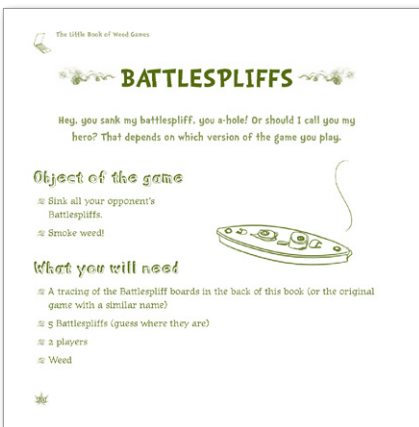 The Little Book of Weed Games
BATTLESPLIFFS
Hey, you sank my battlespliff, you a-hole! Or should I call you my
hero? That depends on which version of the game you play.
Object of the game
Sink all your opponent's
Battlespliffs.
Smoke weed!
What you will need
A tracing of the Battlespliff boards in the back of this book (or the original
game with a similar name)
5 Battlespliffs (guess where they are)
2 players
Weed